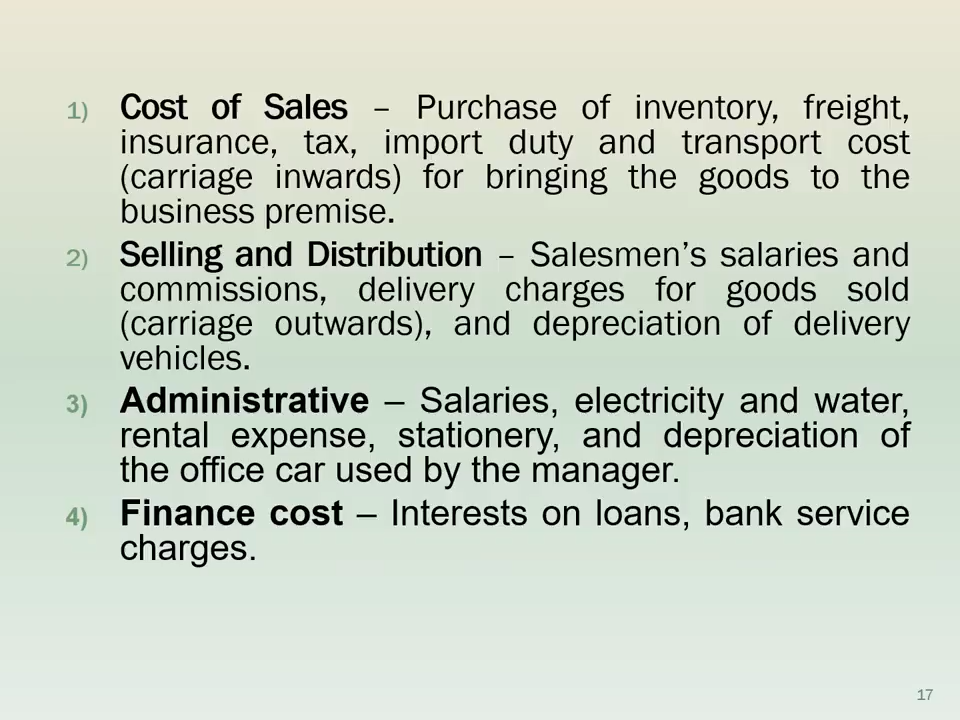 1) Cost of Sales – Purchase of inventory, freight,
insurance, tax, import duty and transport cost
(carriage inwards) for bringing the goods to the
business premise.
2) Selling and Distribution – Salesmen’s salaries and
commissions, delivery charges for goods sold
(carriage outwards), and depreciation of delivery
vehicles.
3) Administrative – Salaries, electricity and water,
rental expense, stationery, and depreciation of
the office car used by the manager.
4) Finance cost – Interests on loans, bank service
charges.
17